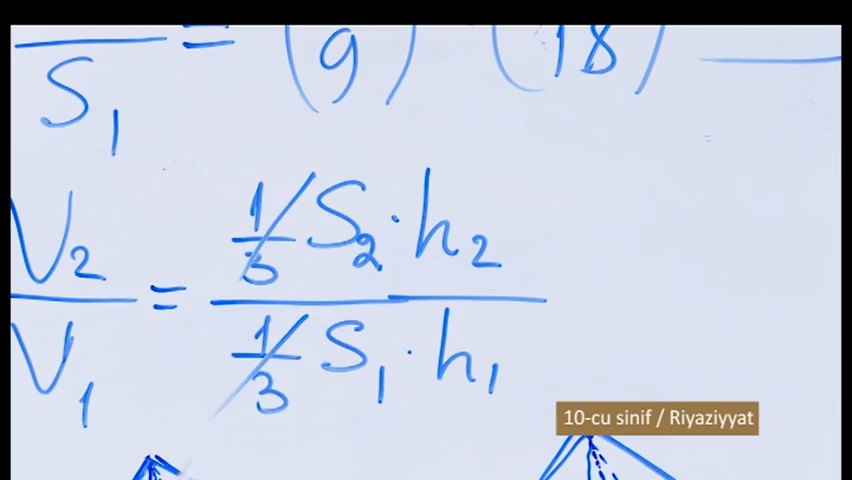 S₁ = (9) (18)
V₂/V₁ = (1/3 S₂ · h₂)/(1/3 S₁ · h₁)
10-cu sinif / Riyaziyyat